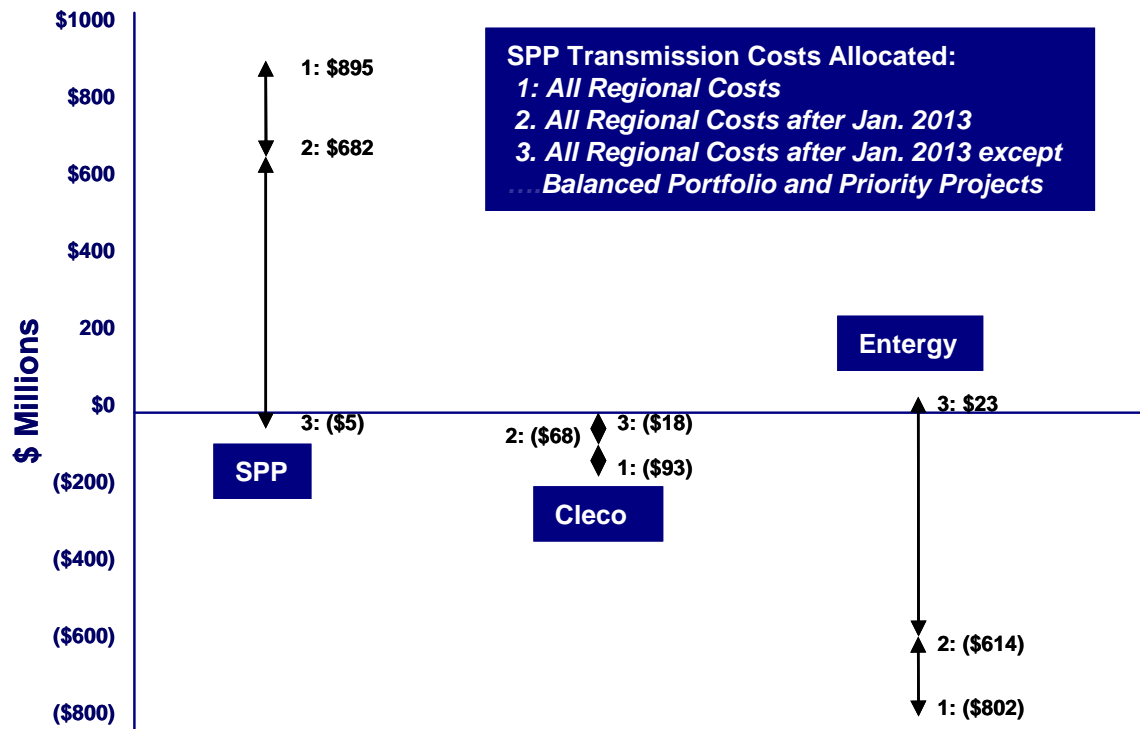 $1000
$800
$600
$400
200
$0
($200)
($400)
($600)
($800)
$ Millions
SPP Transmission Costs Allocated:
1: All Regional Costs
2. All Regional Costs after Jan. 2013
3. All Regional Costs after Jan. 2013 except
....Balanced Portfolio and Priority Projects
1: $895
2: $682
3: ($5)
SPP
3: ($18)
2: ($68)
1: ($93)
Cleco
Entergy
3: $23
2: ($614)
1: ($802)